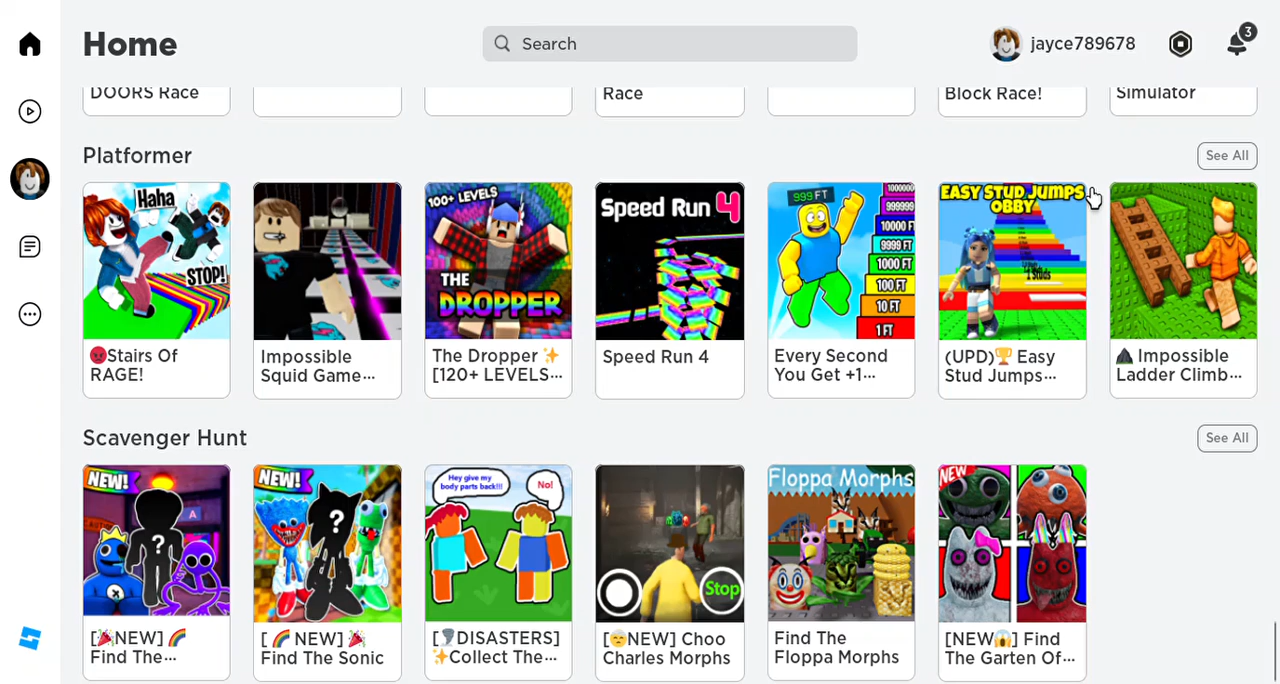 Home
Search
jayce789678
3
DOORS Race
Race
Block Race!
Simulator
Platformer
See All
Haha
STOP!
100+ LEVELS
THE
DROPPER
Speed Run 4
999 FT
1000000
999999
10000 FT
9999 FT
1000 FT
100 FT
10 FT
1 FT
EASY STUD JUMPS
OBBY
1 Studs
😡Stairs Of
RAGE!
Impossible
Squid Game...
The Dropper ✨
[120+ LEVELS...
Speed Run 4
Every Second
You Get +1...
(UPD)🏆 Easy
Stud Jumps...
⛰️ Impossible
Ladder Climb...
Scavenger Hunt
See All
NEW!
A
?
NEW!
?
Hey give my
body parts back!!!
No!
Stop
Floppa Morphs
NEW
[🎉NEW] 🌈
Find The...
[ 🌈 NEW] 🎉
Find The Sonic
[🌪️DISASTERS]
✨Collect The...
[😳NEW] Choo
Charles Morphs
Find The
Floppa Morphs
[NEW😱] Find
The Garten Of...